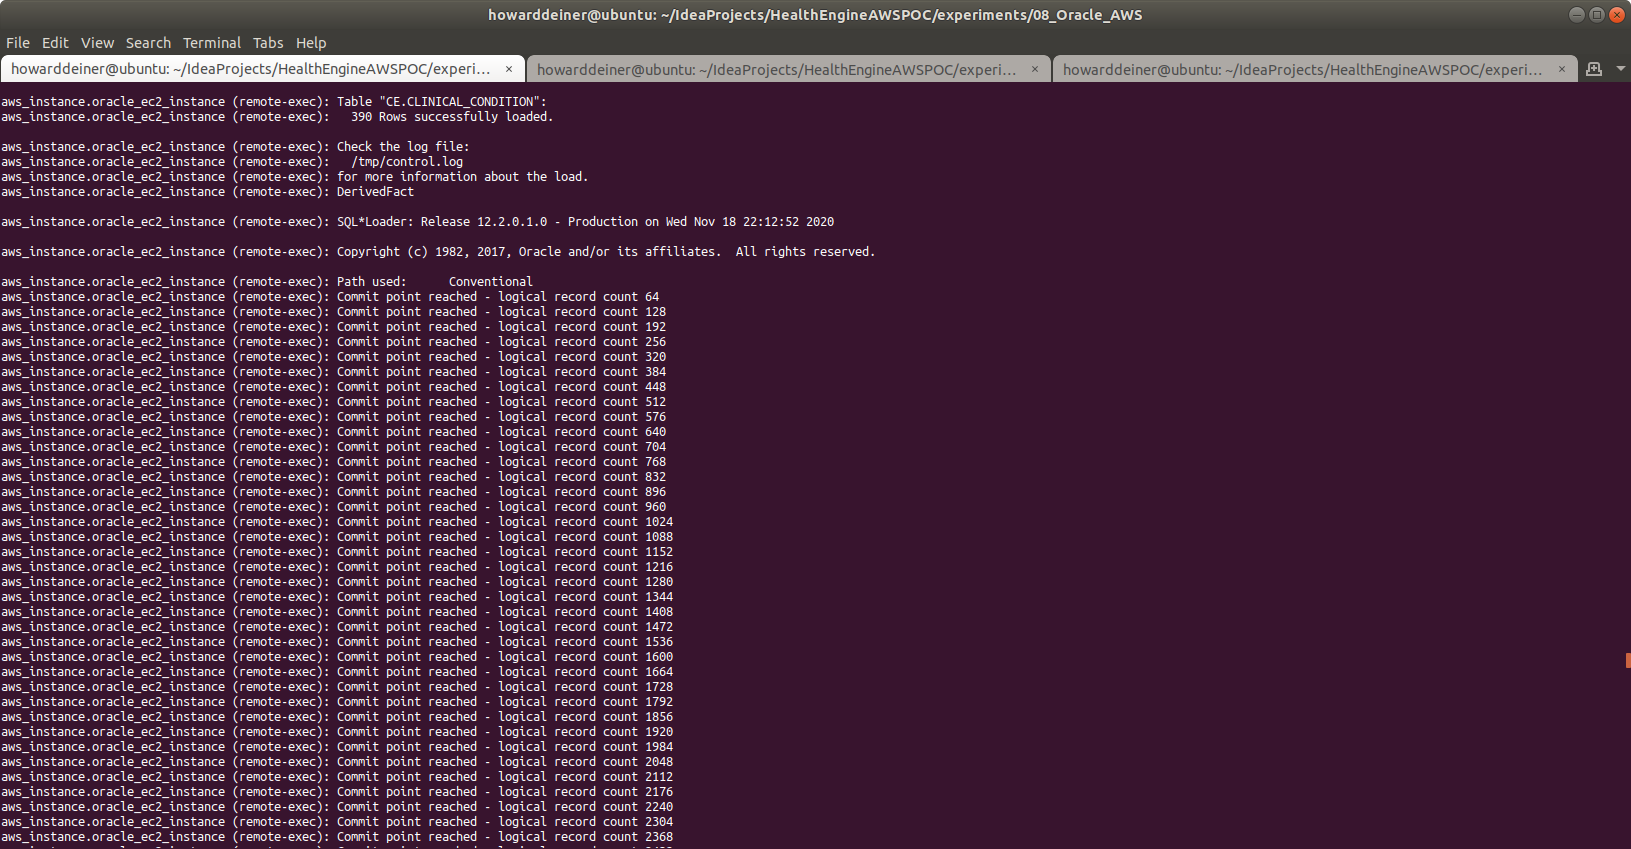 howarddeiner@ubuntu: ~/IdeaProjects/HealthEngineAWSPOC/experiments/08_Oracle_AWS
File Edit View Search Terminal Tabs Help
howarddeiner@ubuntu: ~/IdeaProjects/HealthEngineAWSPOC/experi... × howarddeiner@ubuntu: ~/IdeaProjects/HealthEngineAWSPOC/experi... × howarddeiner@ubuntu: ~/IdeaProjects/HealthEngineAWSPOC/experi... ×
aws_instance.oracle_ec2_instance (remote-exec): Table "CE.CLINICAL_CONDITION":
aws_instance.oracle_ec2_instance (remote-exec):   390 Rows successfully loaded.
aws_instance.oracle_ec2_instance (remote-exec): Check the log file:
aws_instance.oracle_ec2_instance (remote-exec):   /tmp/control.log
aws_instance.oracle_ec2_instance (remote-exec): for more information about the load.
aws_instance.oracle_ec2_instance (remote-exec): DerivedFact
aws_instance.oracle_ec2_instance (remote-exec): SQL*Loader: Release 12.2.0.1.0 - Production on Wed Nov 18 22:12:52 2020
aws_instance.oracle_ec2_instance (remote-exec): Copyright (c) 1982, 2017, Oracle and/or its affiliates.  All rights reserved.
aws_instance.oracle_ec2_instance (remote-exec): Path used:      Conventional
aws_instance.oracle_ec2_instance (remote-exec): Commit point reached - logical record count 64
aws_instance.oracle_ec2_instance (remote-exec): Commit point reached - logical record count 128
aws_instance.oracle_ec2_instance (remote-exec): Commit point reached - logical record count 192
aws_instance.oracle_ec2_instance (remote-exec): Commit point reached - logical record count 256
aws_instance.oracle_ec2_instance (remote-exec): Commit point reached - logical record count 320
aws_instance.oracle_ec2_instance (remote-exec): Commit point reached - logical record count 384
aws_instance.oracle_ec2_instance (remote-exec): Commit point reached - logical record count 448
aws_instance.oracle_ec2_instance (remote-exec): Commit point reached - logical record count 512
aws_instance.oracle_ec2_instance (remote-exec): Commit point reached - logical record count 576
aws_instance.oracle_ec2_instance (remote-exec): Commit point reached - logical record count 640
aws_instance.oracle_ec2_instance (remote-exec): Commit point reached - logical record count 704
aws_instance.oracle_ec2_instance (remote-exec): Commit point reached - logical record count 768
aws_instance.oracle_ec2_instance (remote-exec): Commit point reached - logical record count 832
aws_instance.oracle_ec2_instance (remote-exec): Commit point reached - logical record count 896
aws_instance.oracle_ec2_instance (remote-exec): Commit point reached - logical record count 960
aws_instance.oracle_ec2_instance (remote-exec): Commit point reached - logical record count 1024
aws_instance.oracle_ec2_instance (remote-exec): Commit point reached - logical record count 1088
aws_instance.oracle_ec2_instance (remote-exec): Commit point reached - logical record count 1152
aws_instance.oracle_ec2_instance (remote-exec): Commit point reached - logical record count 1216
aws_instance.oracle_ec2_instance (remote-exec): Commit point reached - logical record count 1280
aws_instance.oracle_ec2_instance (remote-exec): Commit point reached - logical record count 1344
aws_instance.oracle_ec2_instance (remote-exec): Commit point reached - logical record count 1408
aws_instance.oracle_ec2_instance (remote-exec): Commit point reached - logical record count 1472
aws_instance.oracle_ec2_instance (remote-exec): Commit point reached - logical record count 1536
aws_instance.oracle_ec2_instance (remote-exec): Commit point reached - logical record count 1600
aws_instance.oracle_ec2_instance (remote-exec): Commit point reached - logical record count 1664
aws_instance.oracle_ec2_instance (remote-exec): Commit point reached - logical record count 1728
aws_instance.oracle_ec2_instance (remote-exec): Commit point reached - logical record count 1792
aws_instance.oracle_ec2_instance (remote-exec): Commit point reached - logical record count 1856
aws_instance.oracle_ec2_instance (remote-exec): Commit point reached - logical record count 1920
aws_instance.oracle_ec2_instance (remote-exec): Commit point reached - logical record count 1984
aws_instance.oracle_ec2_instance (remote-exec): Commit point reached - logical record count 2048
aws_instance.oracle_ec2_instance (remote-exec): Commit point reached - logical record count 2112
aws_instance.oracle_ec2_instance (remote-exec): Commit point reached - logical record count 2176
aws_instance.oracle_ec2_instance (remote-exec): Commit point reached - logical record count 2240
aws_instance.oracle_ec2_instance (remote-exec): Commit point reached - logical record count 2304
aws_instance.oracle_ec2_instance (remote-exec): Commit point reached - logical record count 2368